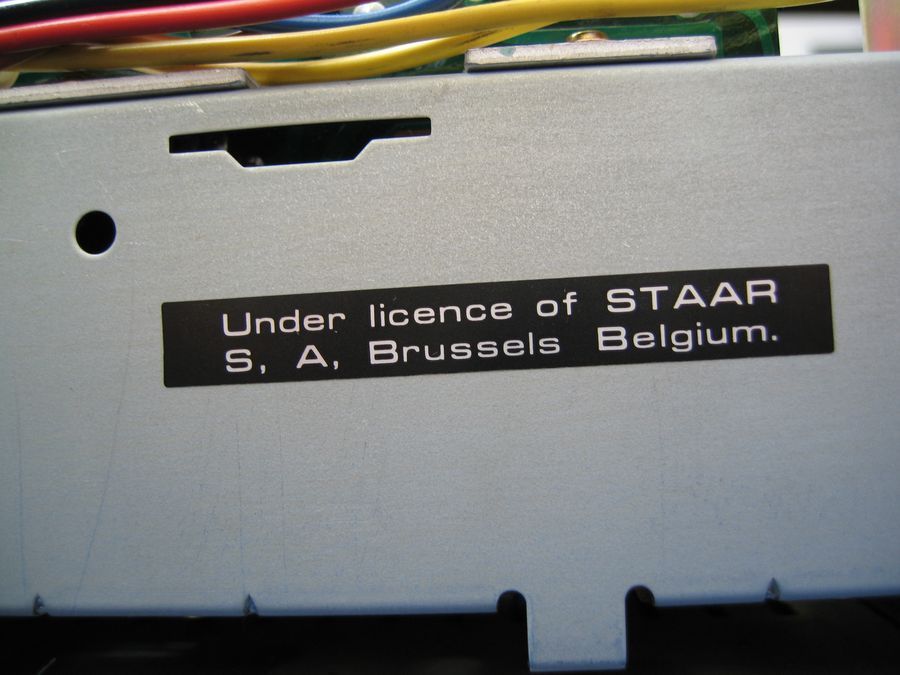 Under licence of STAAR
S, A, Brussels Belgium.